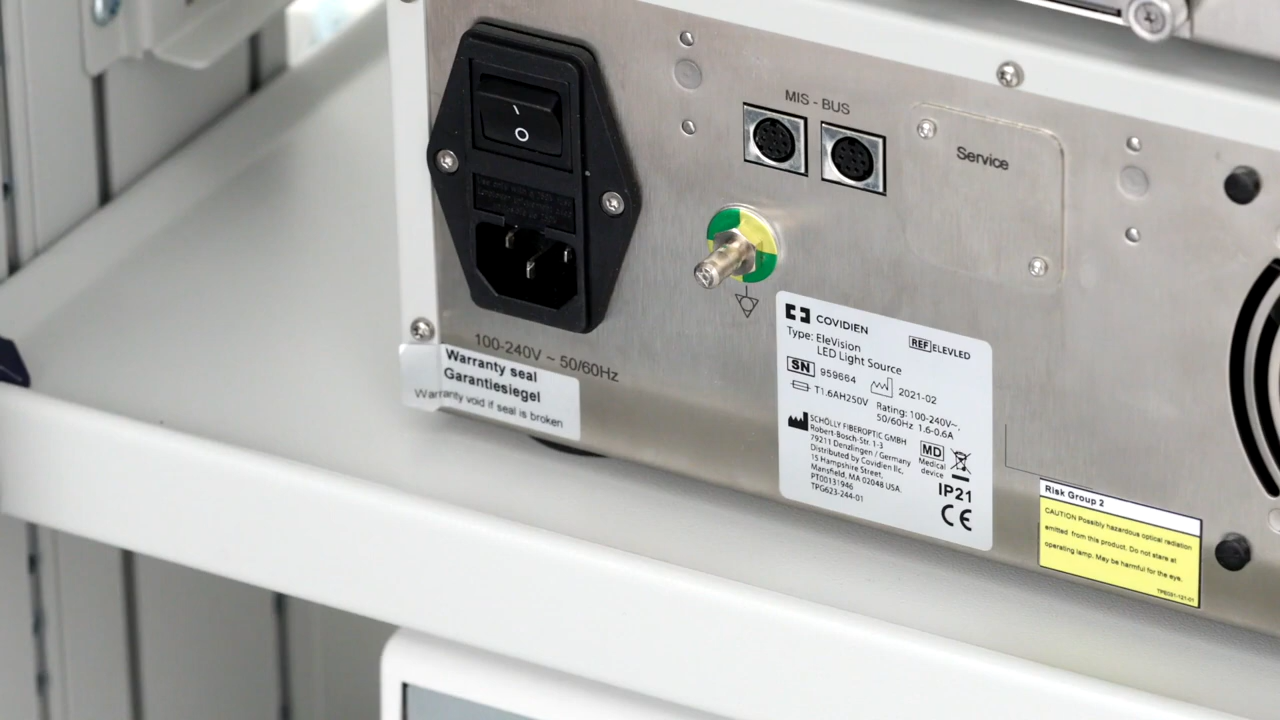 MIS - BUS
Service
100-240V ~ 50/60Hz
Warranty seal
Garantiesiegel
Warranty void if seal is broken
COVIDIEN
REF ELEVLED
Type: EleVision
LED Light Source
SN 959664
2021-02
T1.6AH250V
Rating: 100-240V~,
50/60Hz 1.6-0.6A
SCHÖLLY FIBEROPTIC GMBH
Robert-Bosch-Str. 1-3
79211 Denzlingen / Germany
Distributed by Covidien llc,
15 Hampshire Street,
Mansfield, MA 02048 USA.
PT00131946
TPG623-244-01
MD
Medical
device
IP21
CE
Risk Group 2
CAUTION Possibly hazardous optical radiation
emitted from this product. Do not stare at
operating lamp. May be harmful for the eye.